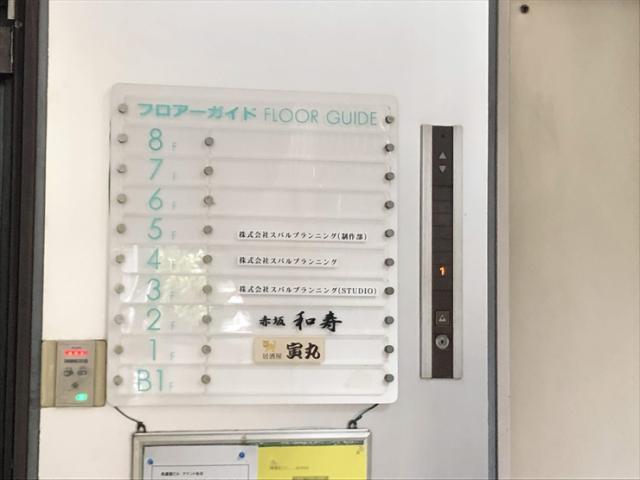 フロアーガイド FLOOR GUIDE
8F
7F
6F
5F 株式会社スバルプランニング(制作部)
4F 株式会社スバルプランニング
3F 株式会社スバルプランニング(STUDIO)
2F 赤坂 和寿
1F 居酒屋 寅丸
B1F
1